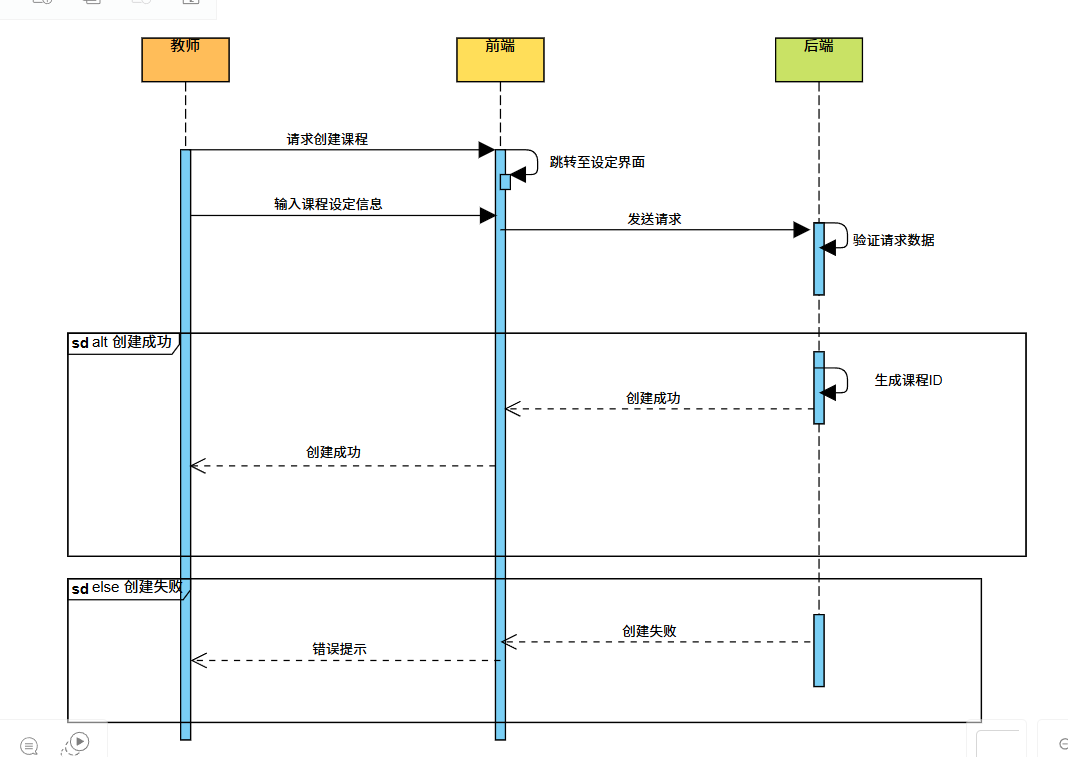 教师
前端
后端
请求创建课程
跳转至设定界面
输入课程设定信息
发送请求
验证请求数据
sd alt 创建成功
生成课程ID
创建成功
创建成功
sd else 创建失败
创建失败
错误提示